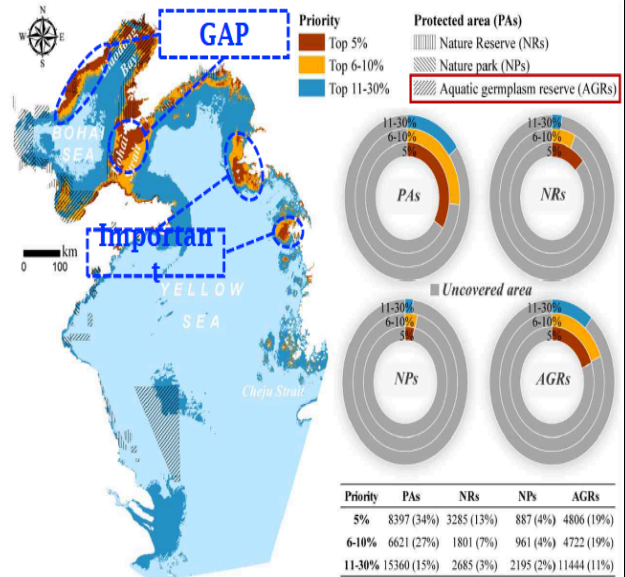 N
W E
S
GAP
Liaodong
Bay
BOHAI
SEA
Bohai
Strait
Importan
t
km
0 100
YELLOW
SEA
Cheju Strait
Priority
Top 5%
Top 6-10%
Top 11-30%
Protected area (PAs)
Nature Reserve (NRs)
Nature park (NPs)
Aquatic germplasm reserve (AGRs)
11-30%
6-10%
5%
PAs
11-30%
6-10%
5%
NRs
Uncovered area
11-30%
6-10%
5%
NPs
11-30%
6-10%
5%
AGRs
Priority PAs NRs NPs AGRs
5% 8397 (34%) 3285 (13%) 887 (4%) 4806 (19%)
6-10% 6621 (27%) 1801 (7%) 961 (4%) 4722 (19%)
11-30% 15360 (15%) 2685 (3%) 2195 (2%) 11444 (11%)